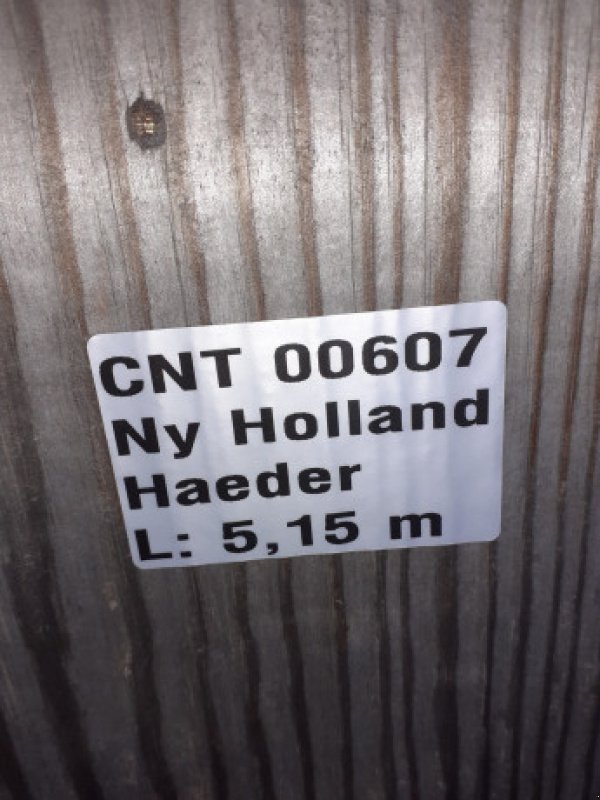 CNT 00607
Ny Holland
Haeder
L: 5,15 m